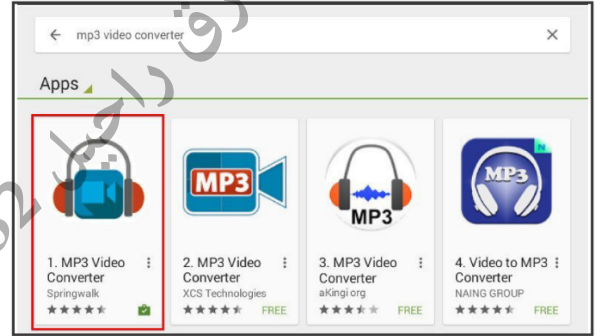 mp3 video converter
Apps
MP3
MP3
MP3
N
1. MP3 Video
Converter
Springwalk
2. MP3 Video
Converter
XCS Technologies
FREE
3. MP3 Video
Converter
aKingi org
FREE
4. Video to MP3
Converter
NAING GROUP
FREE
راحيل